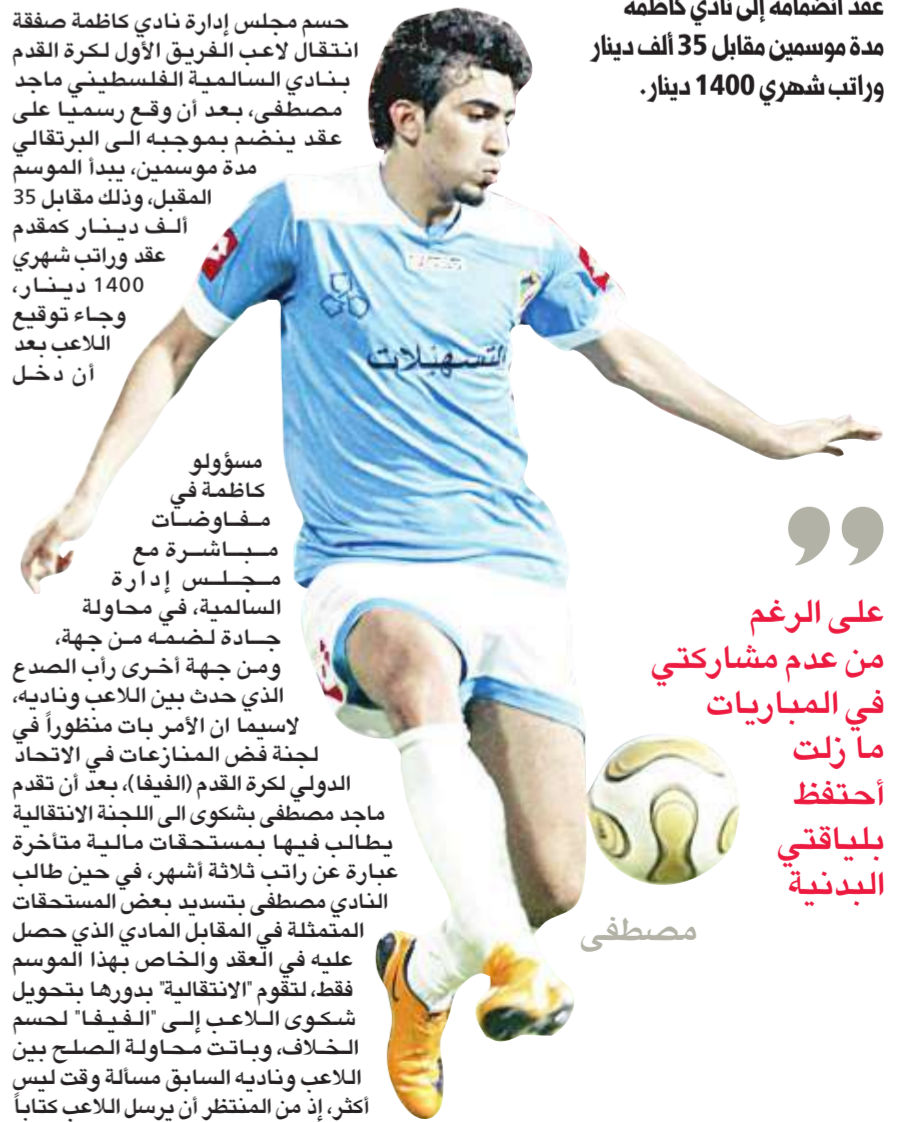 عقد انضمامه إلى نادي كاظمة
مدة موسمين مقابل 35 ألف دينار
وراتب شهري 1400 دينار.
حسم مجلس إدارة نادي كاظمة صفقة
انتقال لاعب الفريق الأول لكرة القدم
بنادي السالمية الفلسطيني ماجد
مصطفى، بعد أن وقع رسميا على
عقد ينضم بموجبه الى البرتقالي
مدة موسمين، يبدأ الموسم
المقبل، وذلك مقابل 35
ألف دينار كمقدم
عقد وراتب شهري
1400 دينار،
وجاء توقيع
اللاعب بعد
أن دخل
مسؤولو
كاظمة في
مفاوضات
مباشرة مع
مجلس إدارة
السالمية، في محاولة
جادة لضمه من جهة،
ومن جهة أخرى رأب الصدع
الذي حدث بين اللاعب وناديه،
لاسيما ان الأمر بات منظوراً في
لجنة فض المنازعات في الاتحاد
الدولي لكرة القدم (الفيفا)، بعد أن تقدم
ماجد مصطفى بشكوى الى اللجنة الانتقالية
يطالب فيها بمستحقات مالية متأخرة
عبارة عن راتب ثلاثة أشهر، في حين طالب
النادي مصطفى بتسديد بعض المستحقات
المتمثلة في المقابل المادي الذي حصل
عليه في العقد والخاص بهذا الموسم
فقط، لتقوم "الانتقالية" بدورها بتحويل
شكوى اللاعب إلى "الفيفا" لحسم
الخلاف، وباتت محاولة الصلح بين
اللاعب وناديه السابق مسألة وقت ليس
أكثر، إذ من المنتظر أن يرسل اللاعب كتاباً
التسهيلات
على الرغم
من عدم مشاركتي
في المباريات
ما زلت
أحتفظ
بلياقتي
البدنية
مصطفى